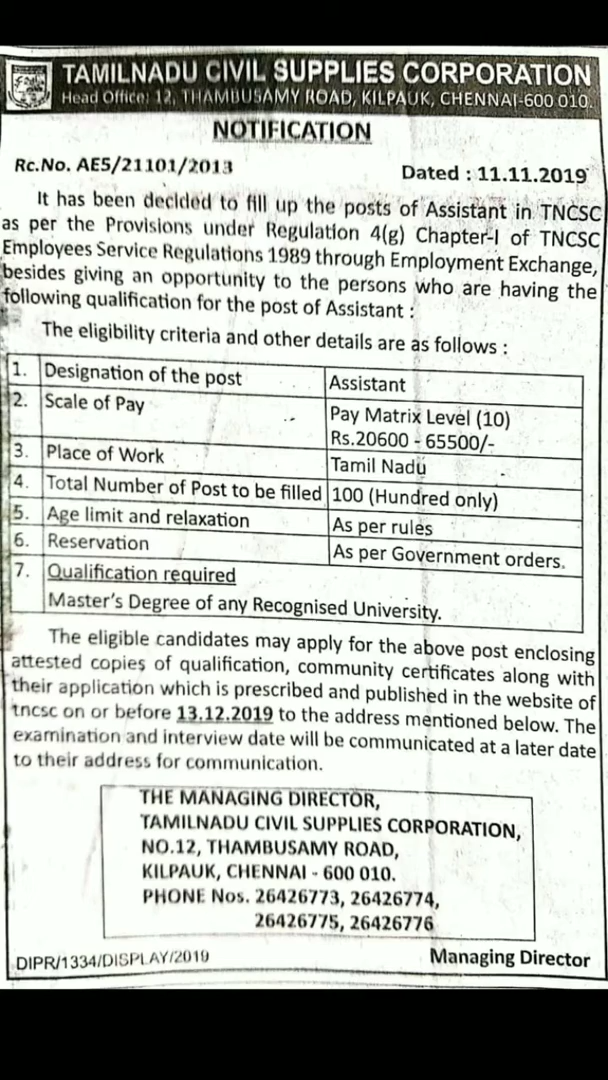 TAMILNADU CIVIL SUPPLIES CORPORATION
Head Office: 12, THAMBUSAMY ROAD, KILPAUK, CHENNAI-600 010.
NOTIFICATION
Rc.No. AE5/21101/2013
Dated : 11.11.2019
It has been decided to fill up the posts of Assistant in TNCSC
as per the Provisions under Regulation 4(g) Chapter-I of TNCSC
Employees Service Regulations 1989 through Employment Exchange,
besides giving an opportunity to the persons who are having the
following qualification for the post of Assistant :
The eligibility criteria and other details are as follows :
1. Designation of the post Assistant
2. Scale of Pay Pay Matrix Level (10)
Rs.20600 - 65500/-
3. Place of Work Tamil Nadu
4. Total Number of Post to be filled 100 (Hundred only)
5. Age limit and relaxation As per rules
6. Reservation As per Government orders.
7. Qualification required
Master's Degree of any Recognised University.
The eligible candidates may apply for the above post enclosing
attested copies of qualification, community certificates along with
their application which is prescribed and published in the website of
tncsc on or before 13.12.2019 to the address mentioned below. The
examination and interview date will be communicated at a later date
to their address for communication.
THE MANAGING DIRECTOR,
TAMILNADU CIVIL SUPPLIES CORPORATION,
NO.12, THAMBUSAMY ROAD,
KILPAUK, CHENNAI - 600 010.
PHONE Nos. 26426773, 26426774,
26426775, 26426776
DIPR/1334/DISPLAY/2019
Managing Director